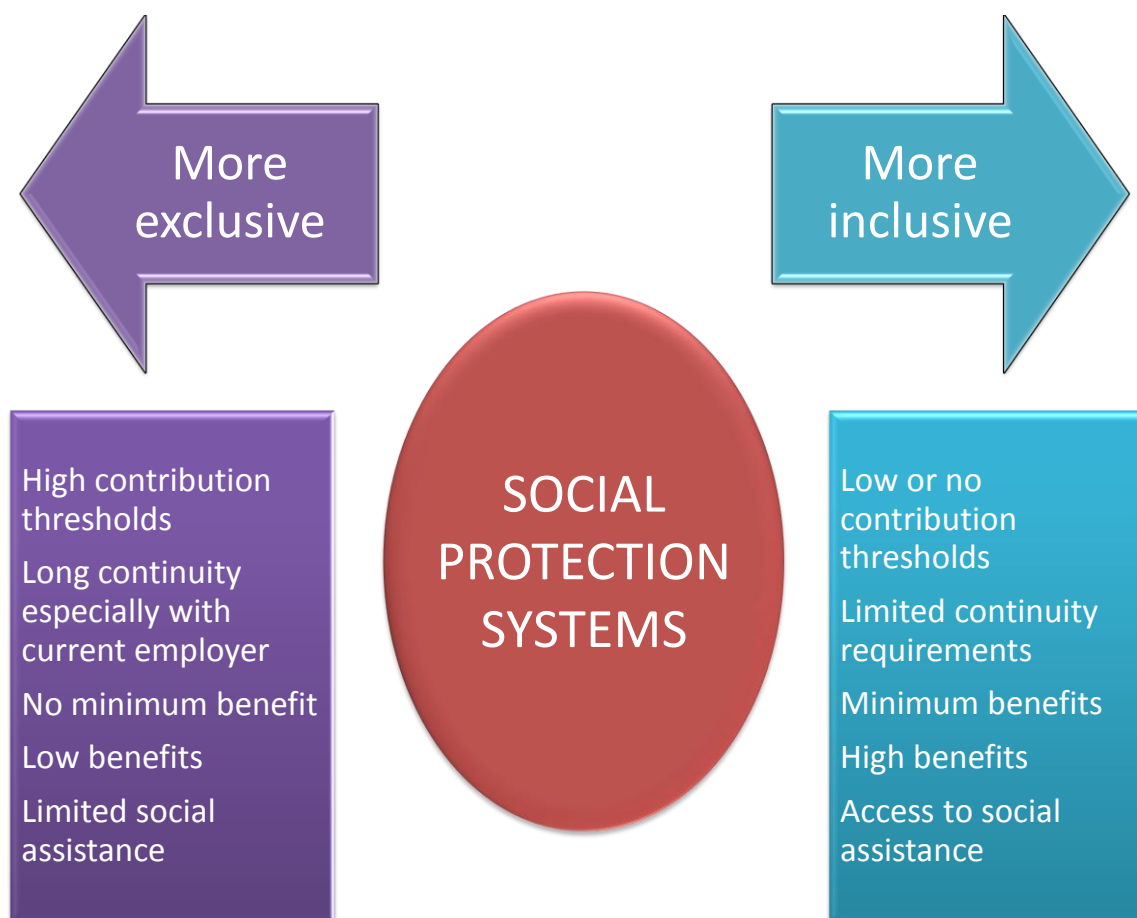 More
exclusive
More
inclusive
SOCIAL
PROTECTION
SYSTEMS
High contribution
thresholds
Long continuity
especially with
current employer
No minimum benefit
Low benefits
Limited social
assistance
Low or no
contribution
thresholds
Limited continuity
requirements
Minimum benefits
High benefits
Access to social
assistance